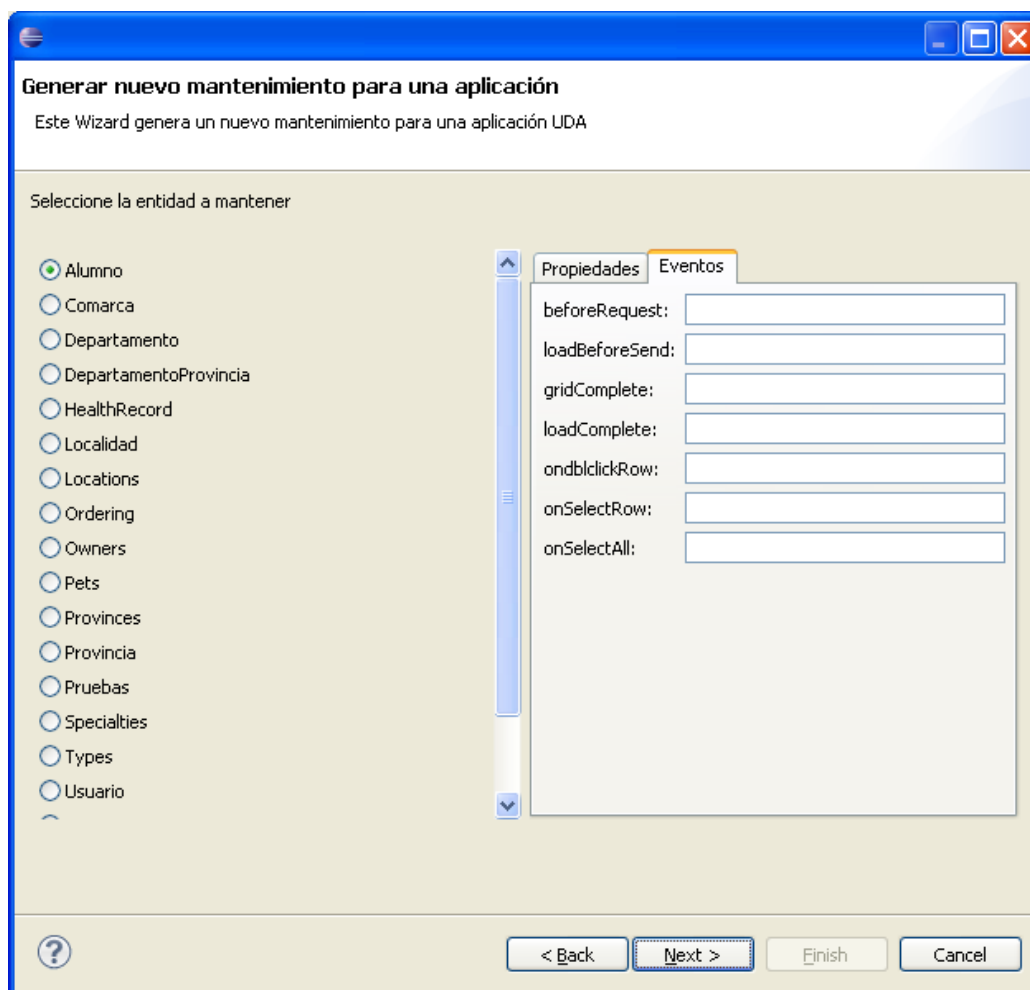 Generar nuevo mantenimiento para una aplicación
Este Wizard genera un nuevo mantenimiento para una aplicación UDA
Seleccione la entidad a mantener
Alumno
Comarca
Departamento
DepartamentoProvincia
HealthRecord
Localidad
Locations
Ordering
Owners
Pets
Provinces
Provincia
Pruebas
Specialties
Types
Usuario
Propiedades Eventos
beforeRequest:
loadBeforeSend:
gridComplete:
loadComplete:
ondblclickRow:
onSelectRow:
onSelectAll:
? < Back Next > Finish Cancel